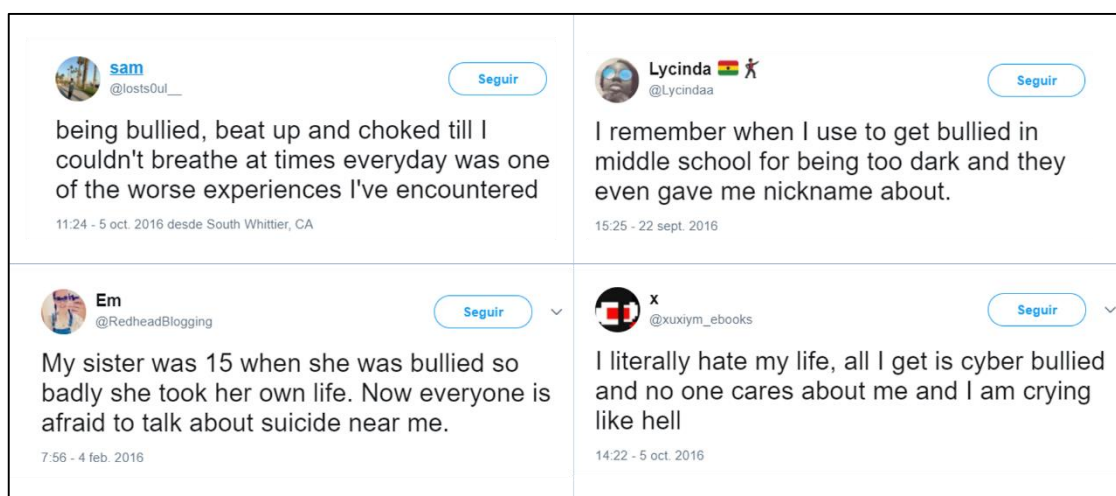 sam
@losts0ul__
Seguir
being bullied, beat up and choked till I
couldn't breathe at times everyday was one
of the worse experiences I've encountered
11:24 - 5 oct. 2016 desde South Whittier, CA
Lycinda
@Lycindaa
Seguir
I remember when I use to get bullied in
middle school for being too dark and they
even gave me nickname about.
15:25 - 22 sept. 2016
Em
@RedheadBlogging
Seguir
My sister was 15 when she was bullied so
badly she took her own life. Now everyone is
afraid to talk about suicide near me.
7:56 - 4 feb. 2016
x
@xuxiym_ebooks
Seguir
I literally hate my life, all I get is cyber bullied
and no one cares about me and I am crying
like hell
14:22 - 5 oct. 2016